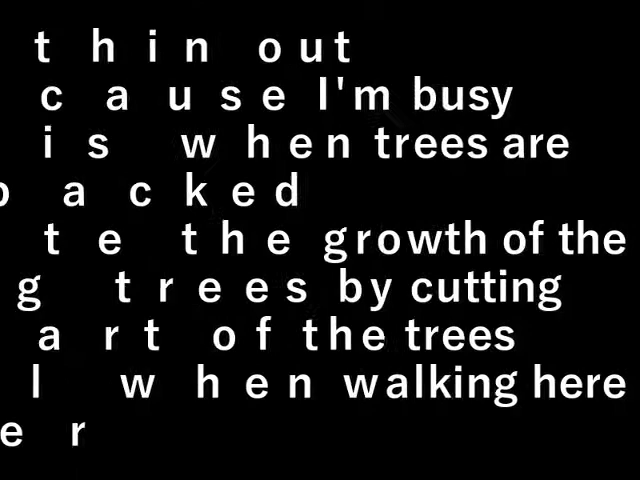 thin out
cause I'm busy
is when trees are
packed
te the growth of the
g trees by cutting
art of the trees
l when walking here
er